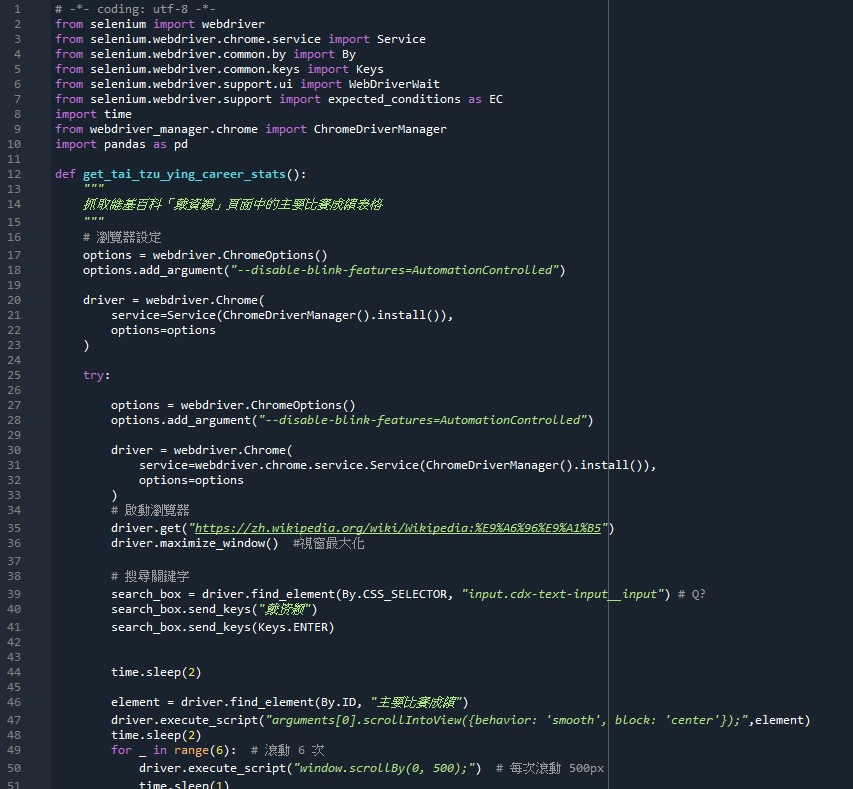 1 # -*- coding: utf-8 -*-
2 from selenium import webdriver
3 from selenium.webdriver.chrome.service import Service
4 from selenium.webdriver.common.by import By
5 from selenium.webdriver.common.keys import Keys
6 from selenium.webdriver.support.ui import WebDriverWait
7 from selenium.webdriver.support import expected_conditions as EC
8 import time
9 from webdriver_manager.chrome import ChromeDriverManager
10 import pandas as pd
11
12 def get_tai_tzu_ying_career_stats():
13 """
14 抓取維基百科「戴資穎」頁面中的主要比賽成績表格
15 """
16 # 瀏覽器設定
17 options = webdriver.ChromeOptions()
18 options.add_argument("--disable-blink-features=AutomationControlled")
19
20 driver = webdriver.Chrome(
21 service=Service(ChromeDriverManager().install()),
22 options=options
23 )
24
25 try:
26
27 options = webdriver.ChromeOptions()
28 options.add_argument("--disable-blink-features=AutomationControlled")
29
30 driver = webdriver.Chrome(
31 service=webdriver.chrome.service.Service(ChromeDriverManager().install()),
32 options=options
33 )
34 # 啟動瀏覽器
35 driver.get("https://zh.wikipedia.org/wiki/Wikipedia:%E9%A6%96%E9%A1%B5")
36 driver.maximize_window() #視窗最大化
37
38 # 搜尋關鍵字
39 search_box = driver.find_element(By.CSS_SELECTOR, "input.cdx-text-input__input") # Q?
40 search_box.send_keys("戴资颖")
41 search_box.send_keys(Keys.ENTER)
42
43
44 time.sleep(2)
45
46 element = driver.find_element(By.ID, "主要比賽成績")
47 driver.execute_script("arguments[0].scrollIntoView({behavior: 'smooth', block: 'center'});",element)
48 time.sleep(2)
49 for _ in range(6): # 滾動 6 次
50 driver.execute_script("window.scrollBy(0, 500);") # 每次滾動 500px
51 time.sleep(1)